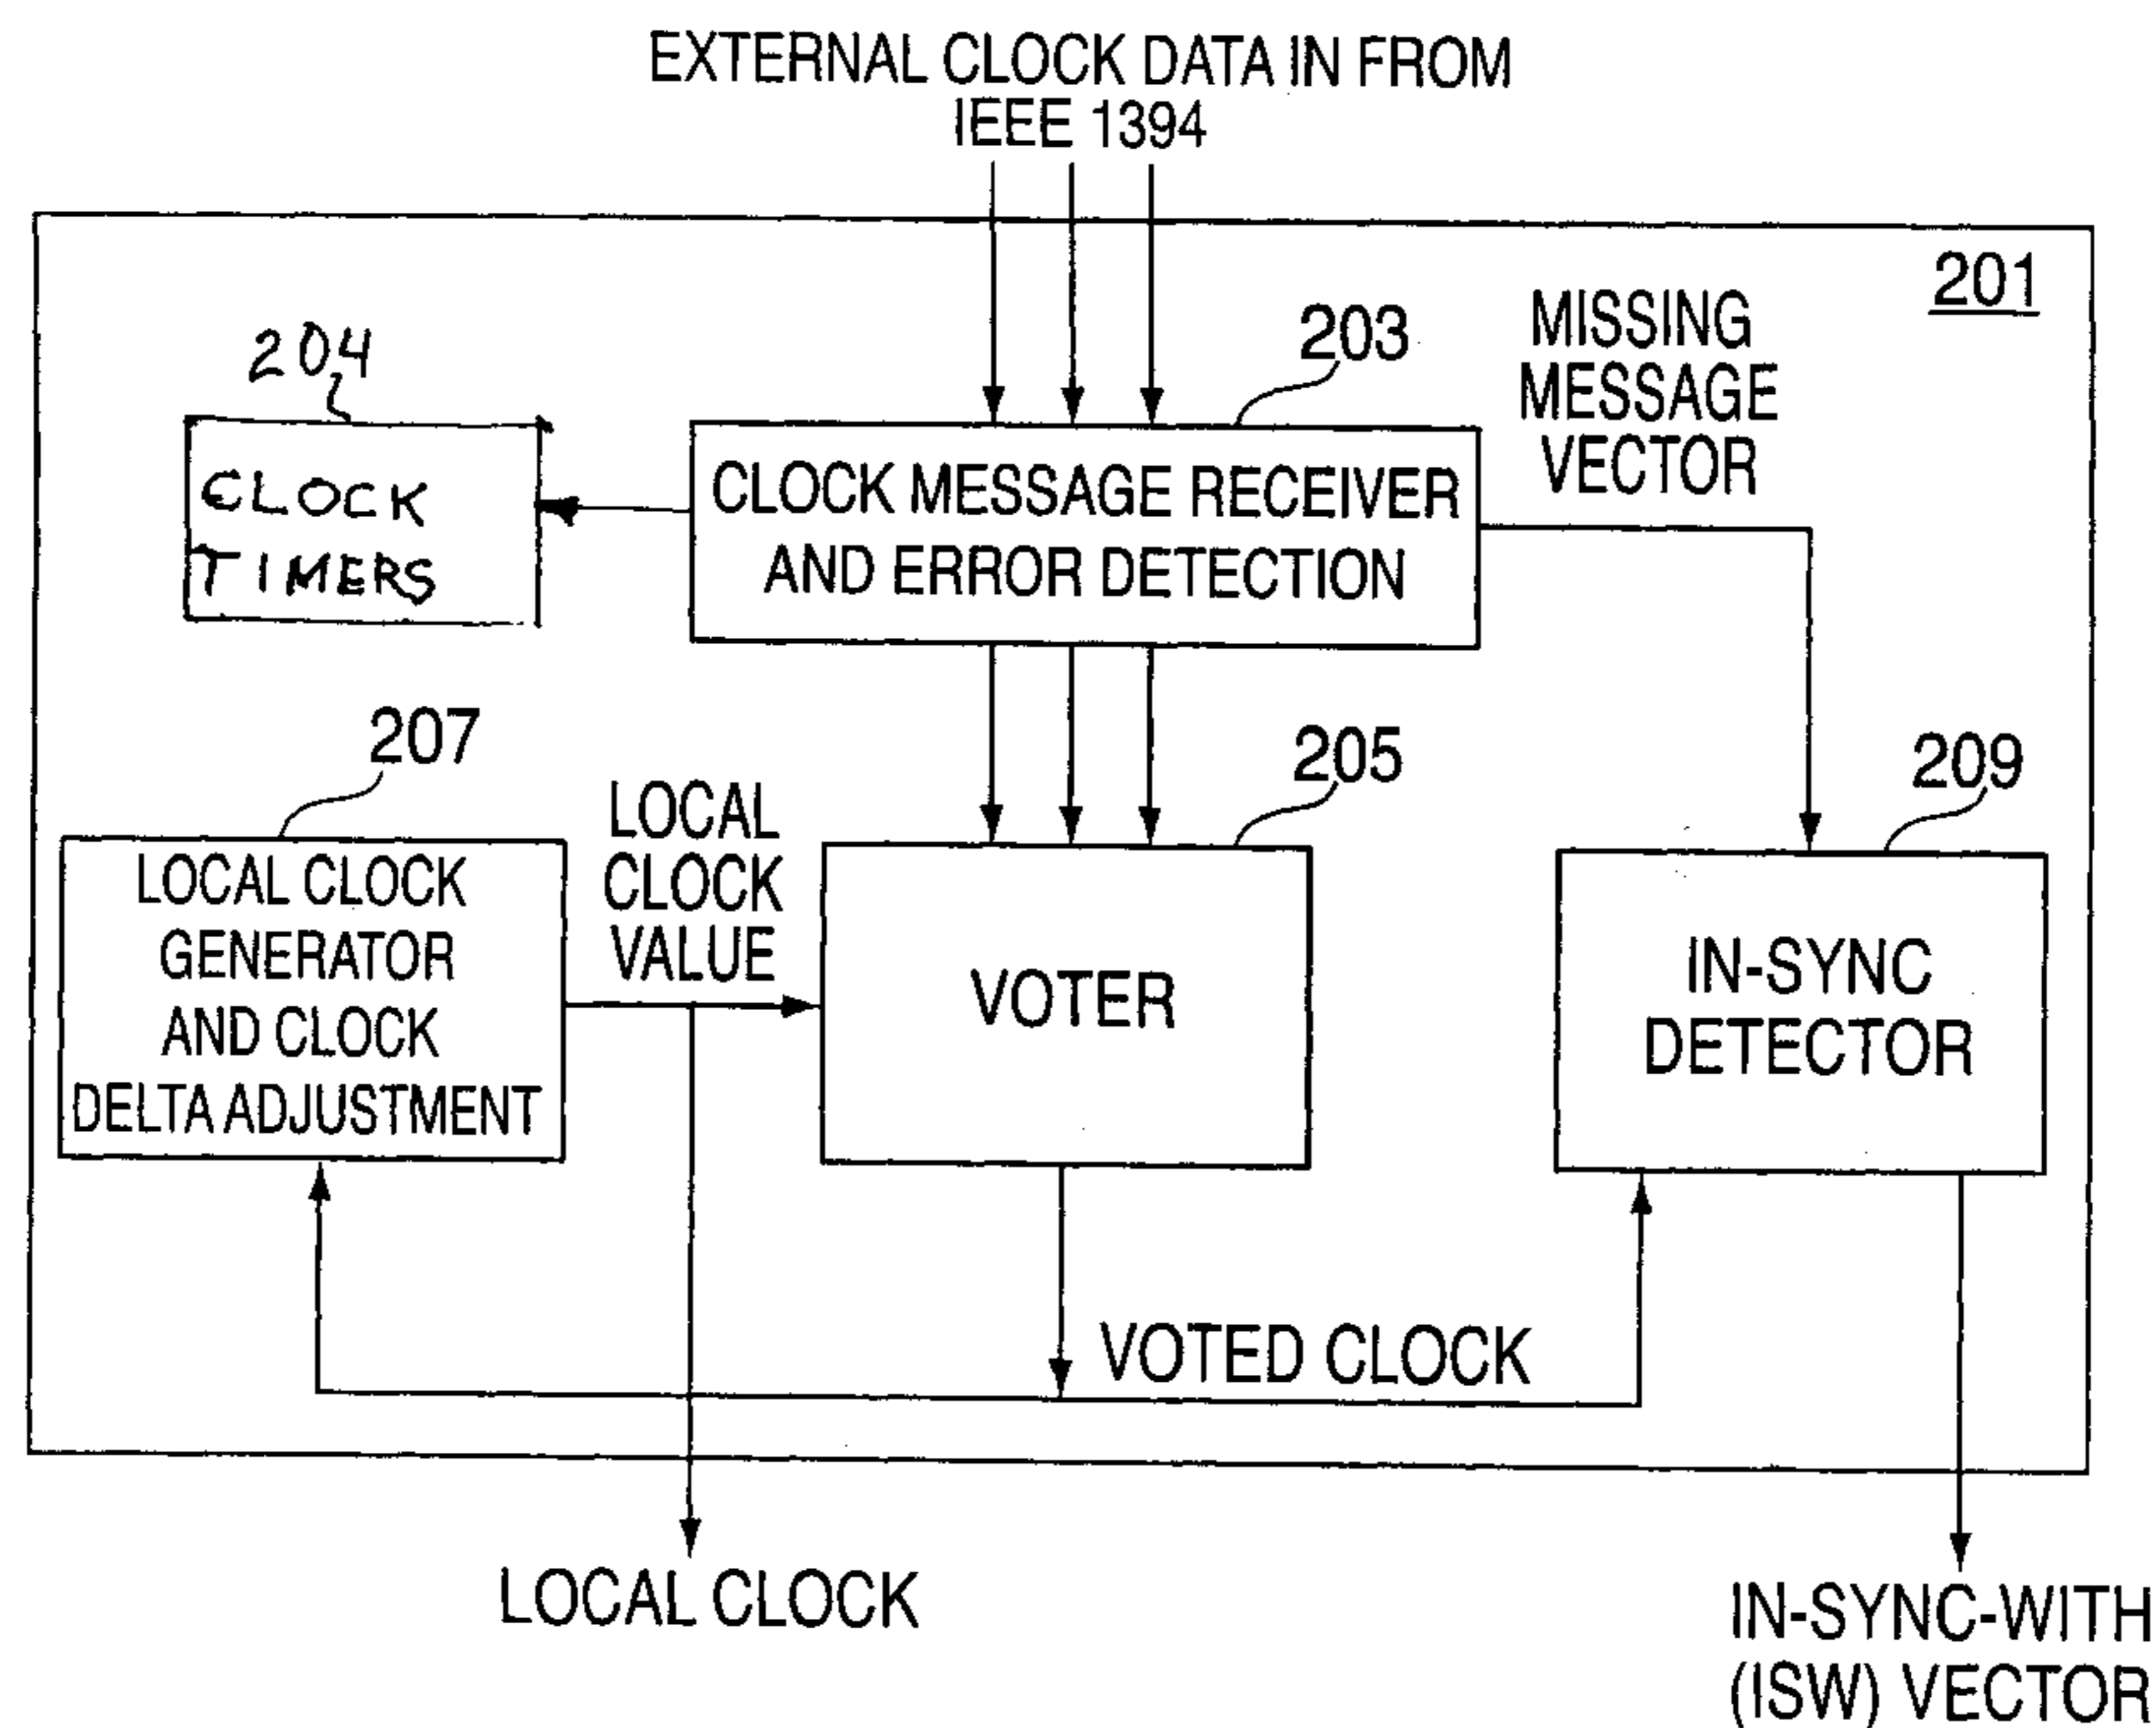 EXTERNAL CLOCK DATA IN FROM
IEEE 1394
201
MISSING
MESSAGE
VECTOR
203
204
CLOCK
TIMERS
CLOCK MESSAGE RECEIVER
AND ERROR DETECTION
207
205
209
LOCAL
CLOCK
VALUE
LOCAL CLOCK
GENERATOR
AND CLOCK
DELTA ADJUSTMENT
VOTER
IN-SYNC
DETECTOR
VOTED CLOCK
LOCAL CLOCK
IN-SYNC-WITH
(ISW) VECTOR